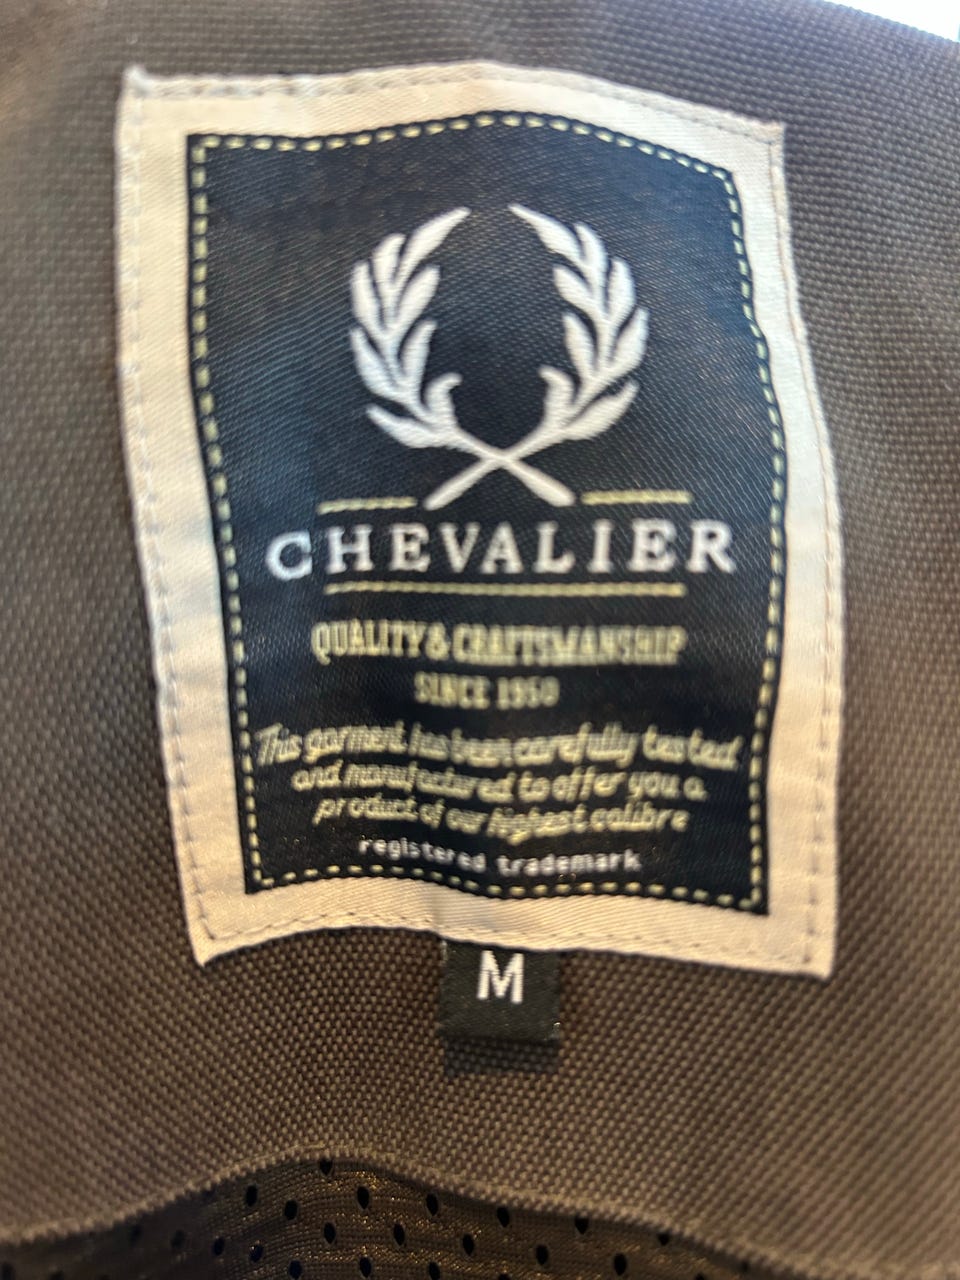 CHEVALIER
QUALITY & CRAFTSMANSHIP
SINCE 1950
This garment has been carefully tested
and manufactured to offer you a
product of our highest calibre
registered trademark
M